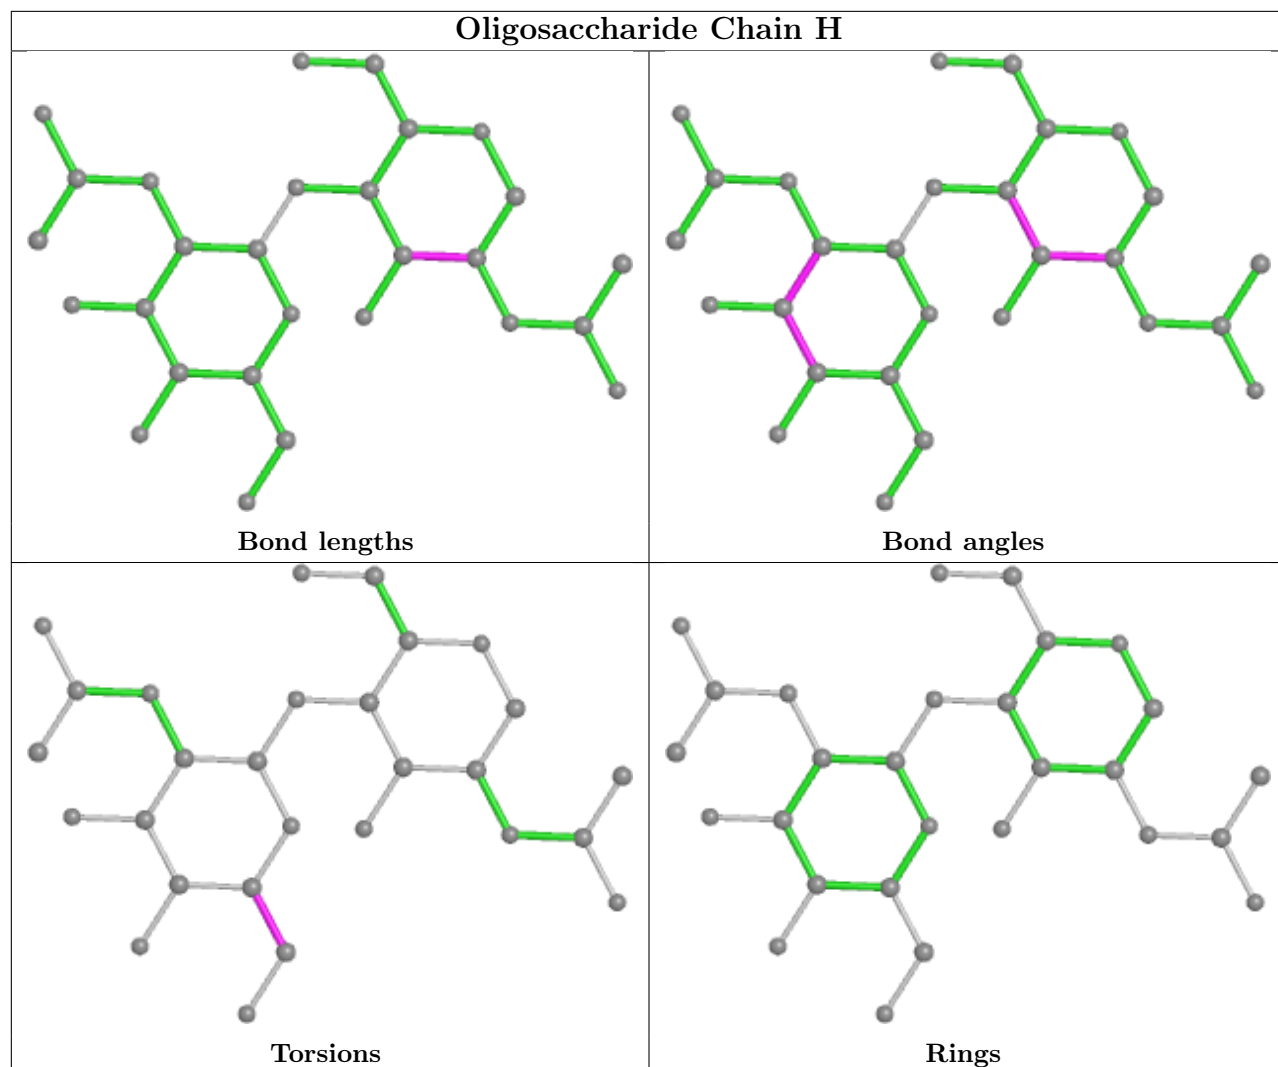 Oligosaccharide Chain H
Bond lengths
Bond angles
Torsions
Rings